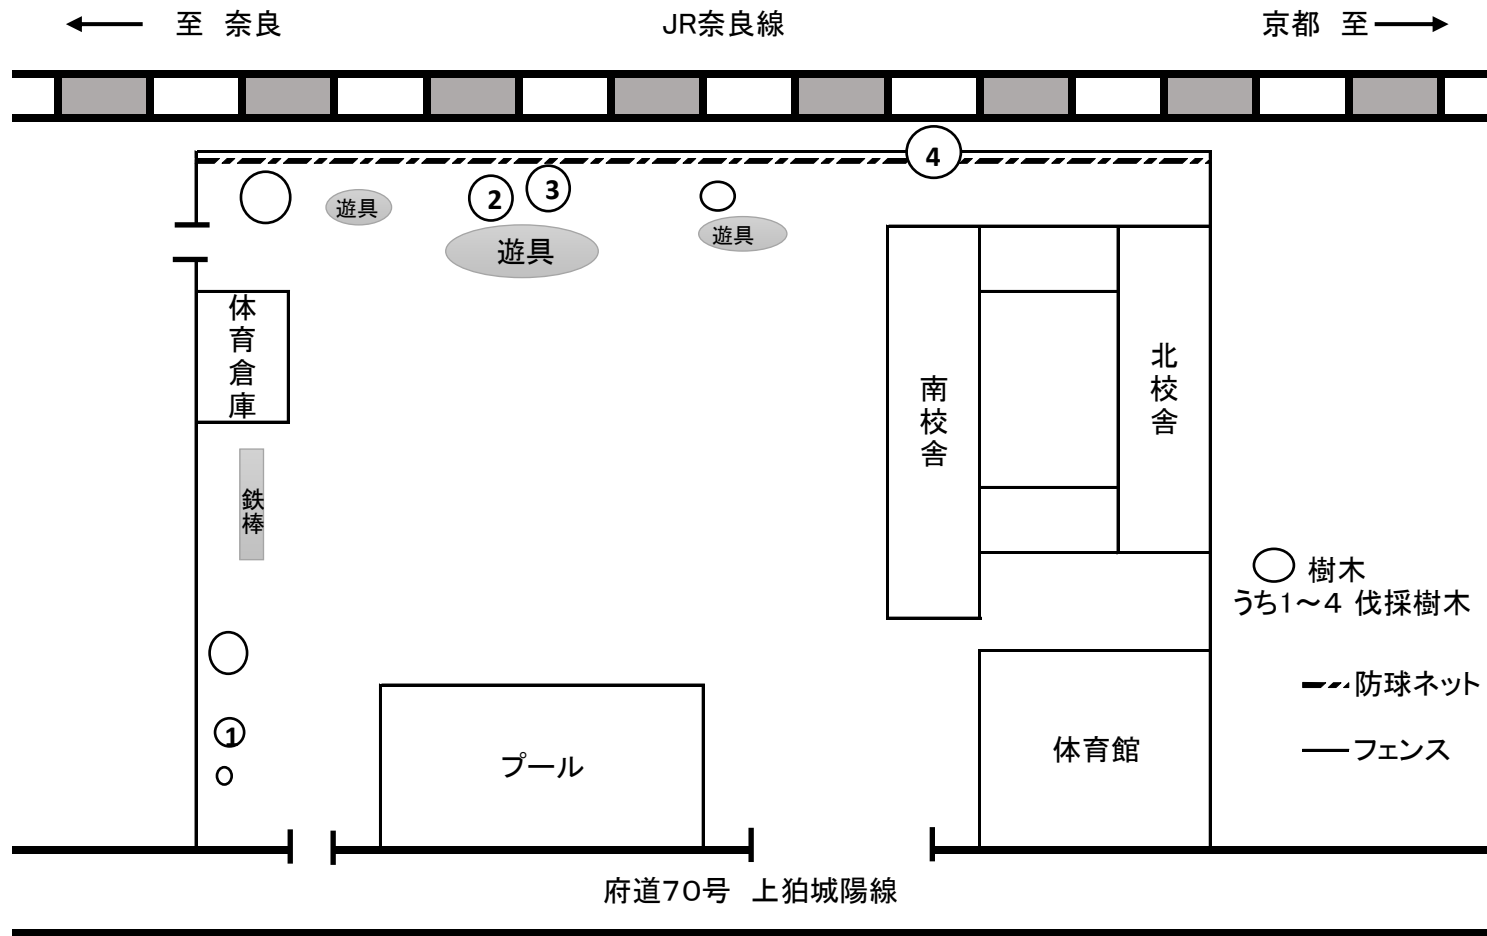 至 奈良
JR奈良線
京都 至
4
2
3
遊具
遊具
遊具
体育倉庫
南校舎
北校舎
鉄棒
樹木
うち1～4 伐採樹木
防球ネット
フェンス
1
プール
体育館
府道70号 上狛城陽線